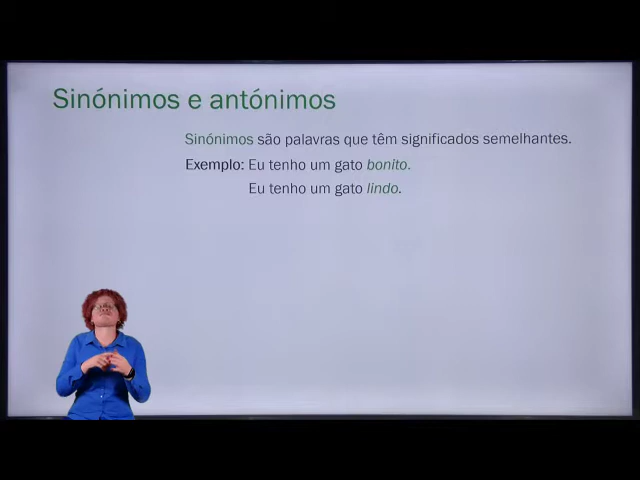 Sinónimos e antónimos
Sinónimos são palavras que têm significados semelhantes.
Exemplo: Eu tenho um gato bonito.
Eu tenho um gato lindo.